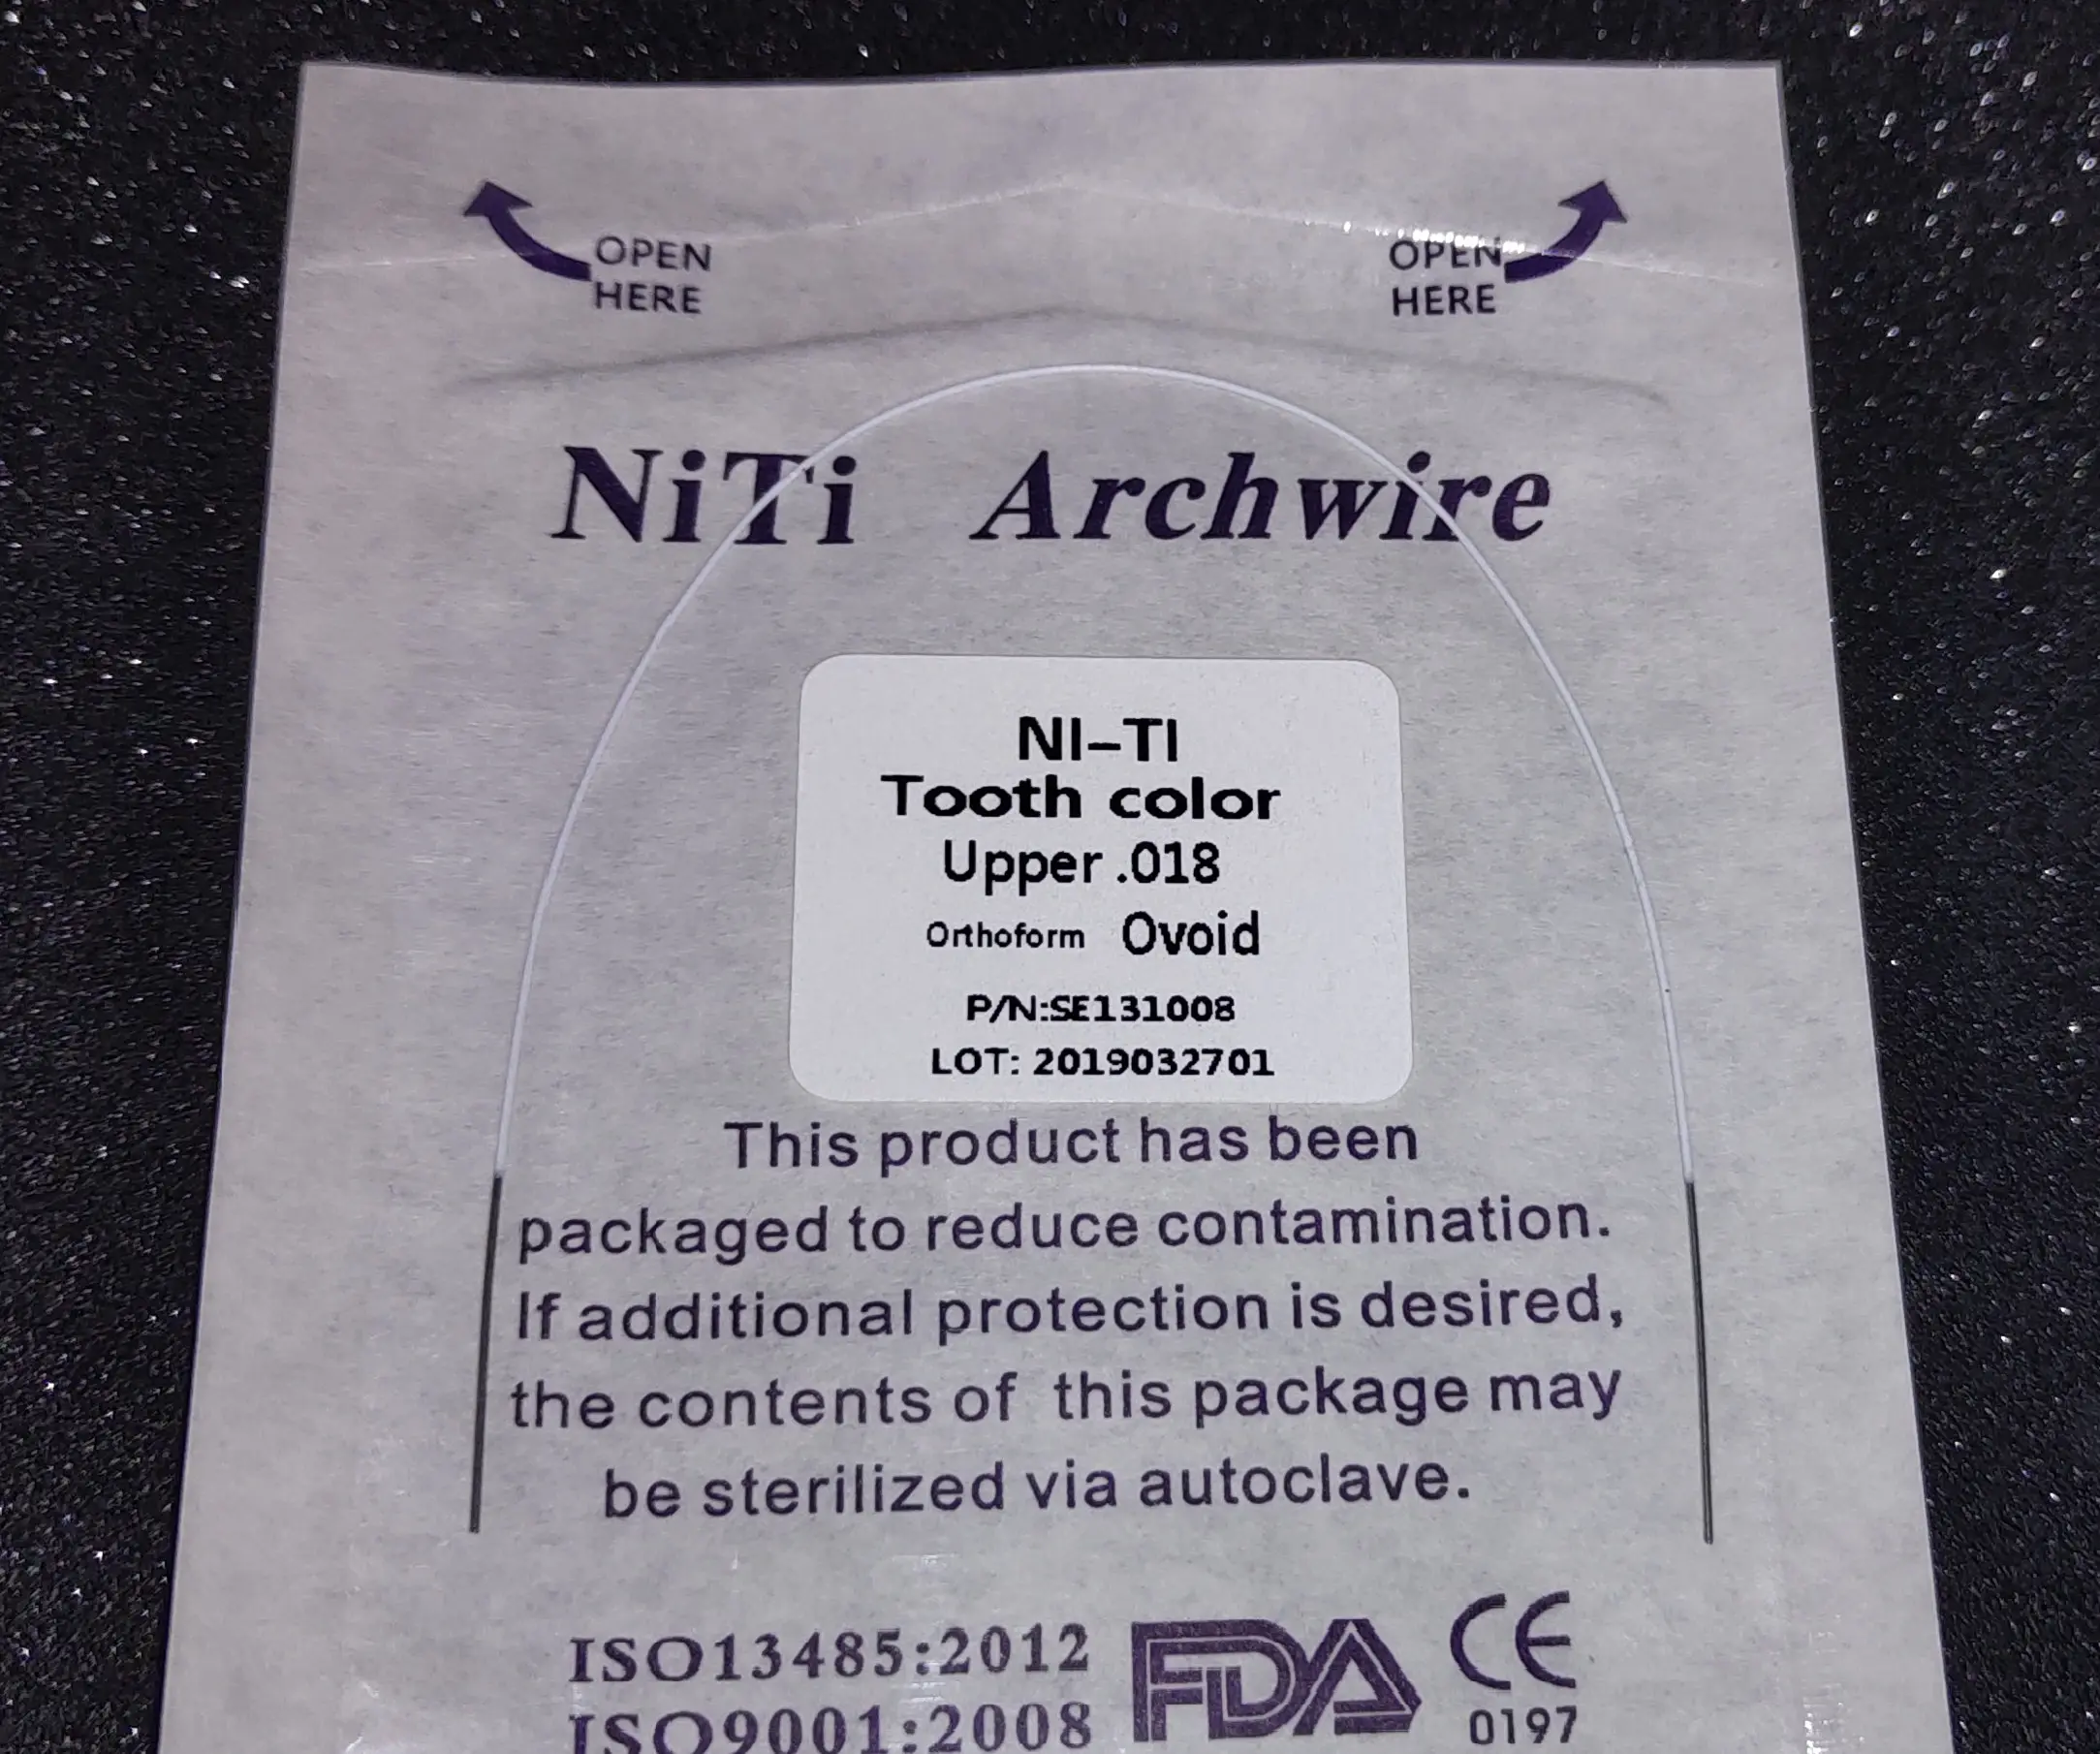 OPEN
HERE
OPEN
HERE
NiTi Archwire
NI-TI
Tooth color
Upper .018
Orthoform Ovoid
P/N:SE131008
LOT: 2019032701
This product has been
packaged to reduce contamination.
If additional protection is desired,
the contents of this package may
be sterilized via autoclave.
ISO13485:2012
ISO9001:2008
FDA
CE
0197